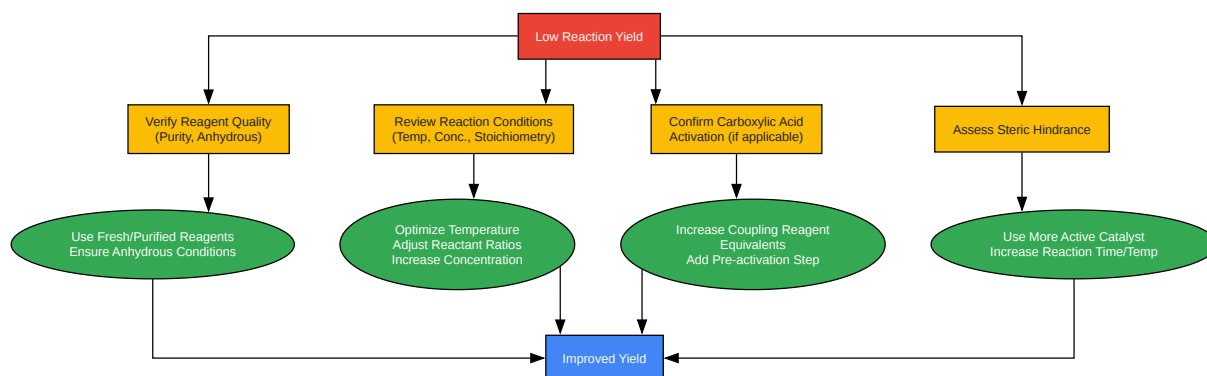 Low Reaction Yield
Verify Reagent Quality
(Purity, Anhydrous)
Review Reaction Conditions
(Temp, Conc., Stoichiometry)
Confirm Carboxylic Acid
Activation (if applicable)
Assess Steric Hindrance
Use Fresh/Purified Reagents
Ensure Anhydrous Conditions
Optimize Temperature
Adjust Reactant Ratios
Increase Concentration
Increase Coupling Reagent
Equivalents
Add Pre-activation Step
Use More Active Catalyst
Increase Reaction Time/Temp
Improved Yield